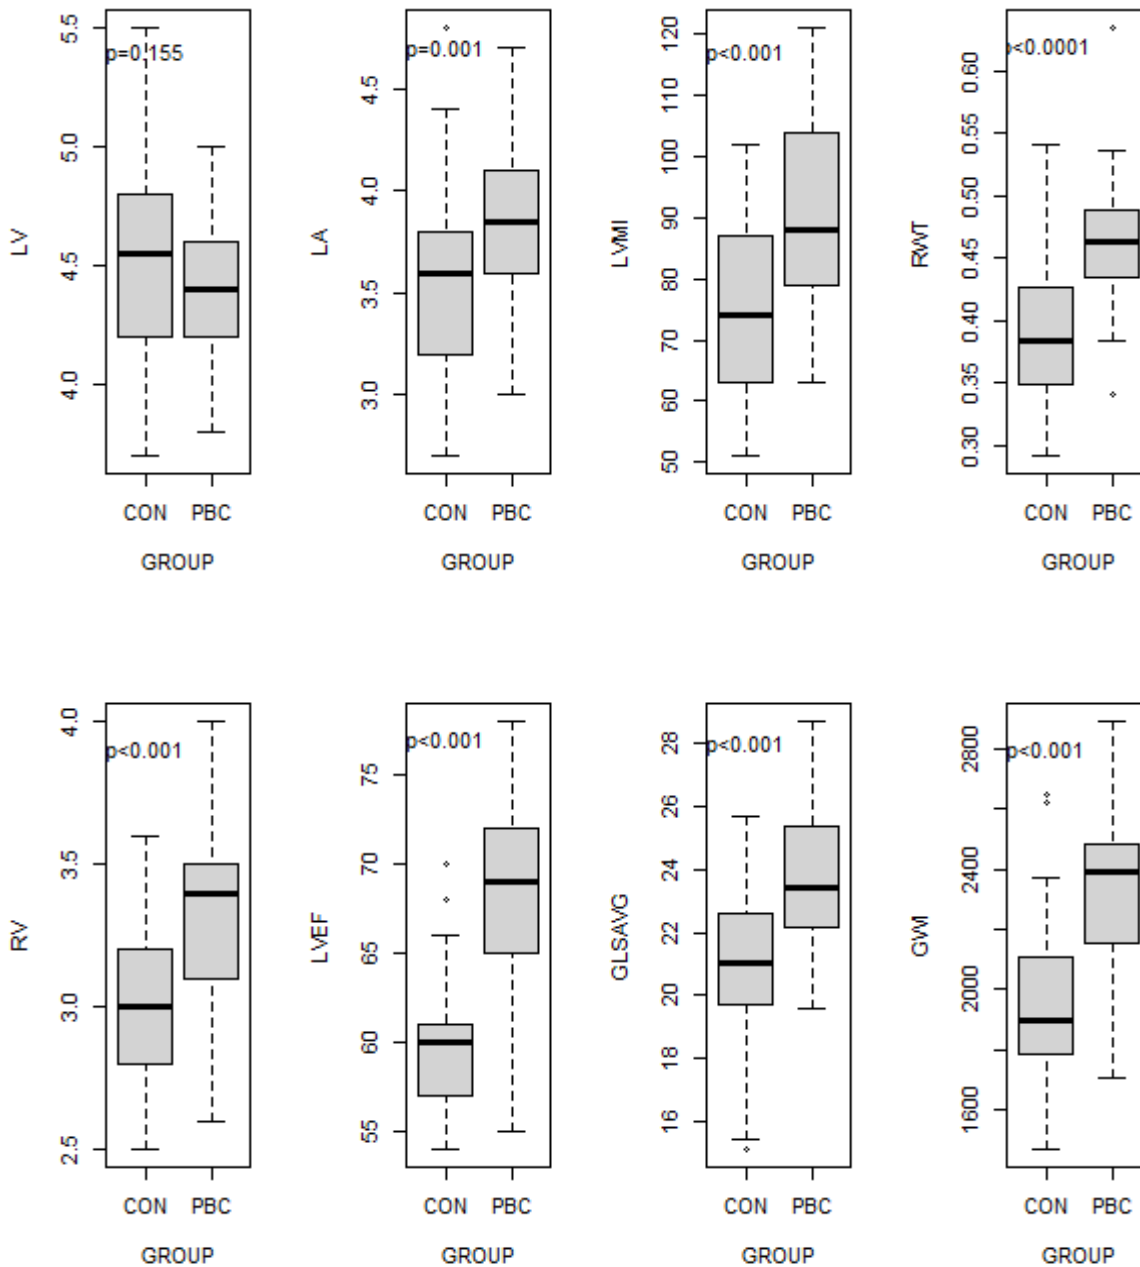 LV
5.5
5.0
4.5
4.0
p=0.155
CON PBC
GROUP
LA
4.5
4.0
3.5
3.0
p=0.001
CON PBC
GROUP
LVMI
120
110
100
90
80
70
60
50
p<0.001
CON PBC
GROUP
RWT
0.60
0.55
0.50
0.45
0.40
0.35
0.30
p<0.0001
CON PBC
GROUP
RV
4.0
3.5
3.0
2.5
p<0.001
CON PBC
GROUP
LVEF
75
70
65
60
55
p<0.001
CON PBC
GROUP
GLSAVG
28
26
24
22
20
18
16
p<0.001
CON PBC
GROUP
GWI
2800
2400
2000
1600
p<0.001
CON PBC
GROUP